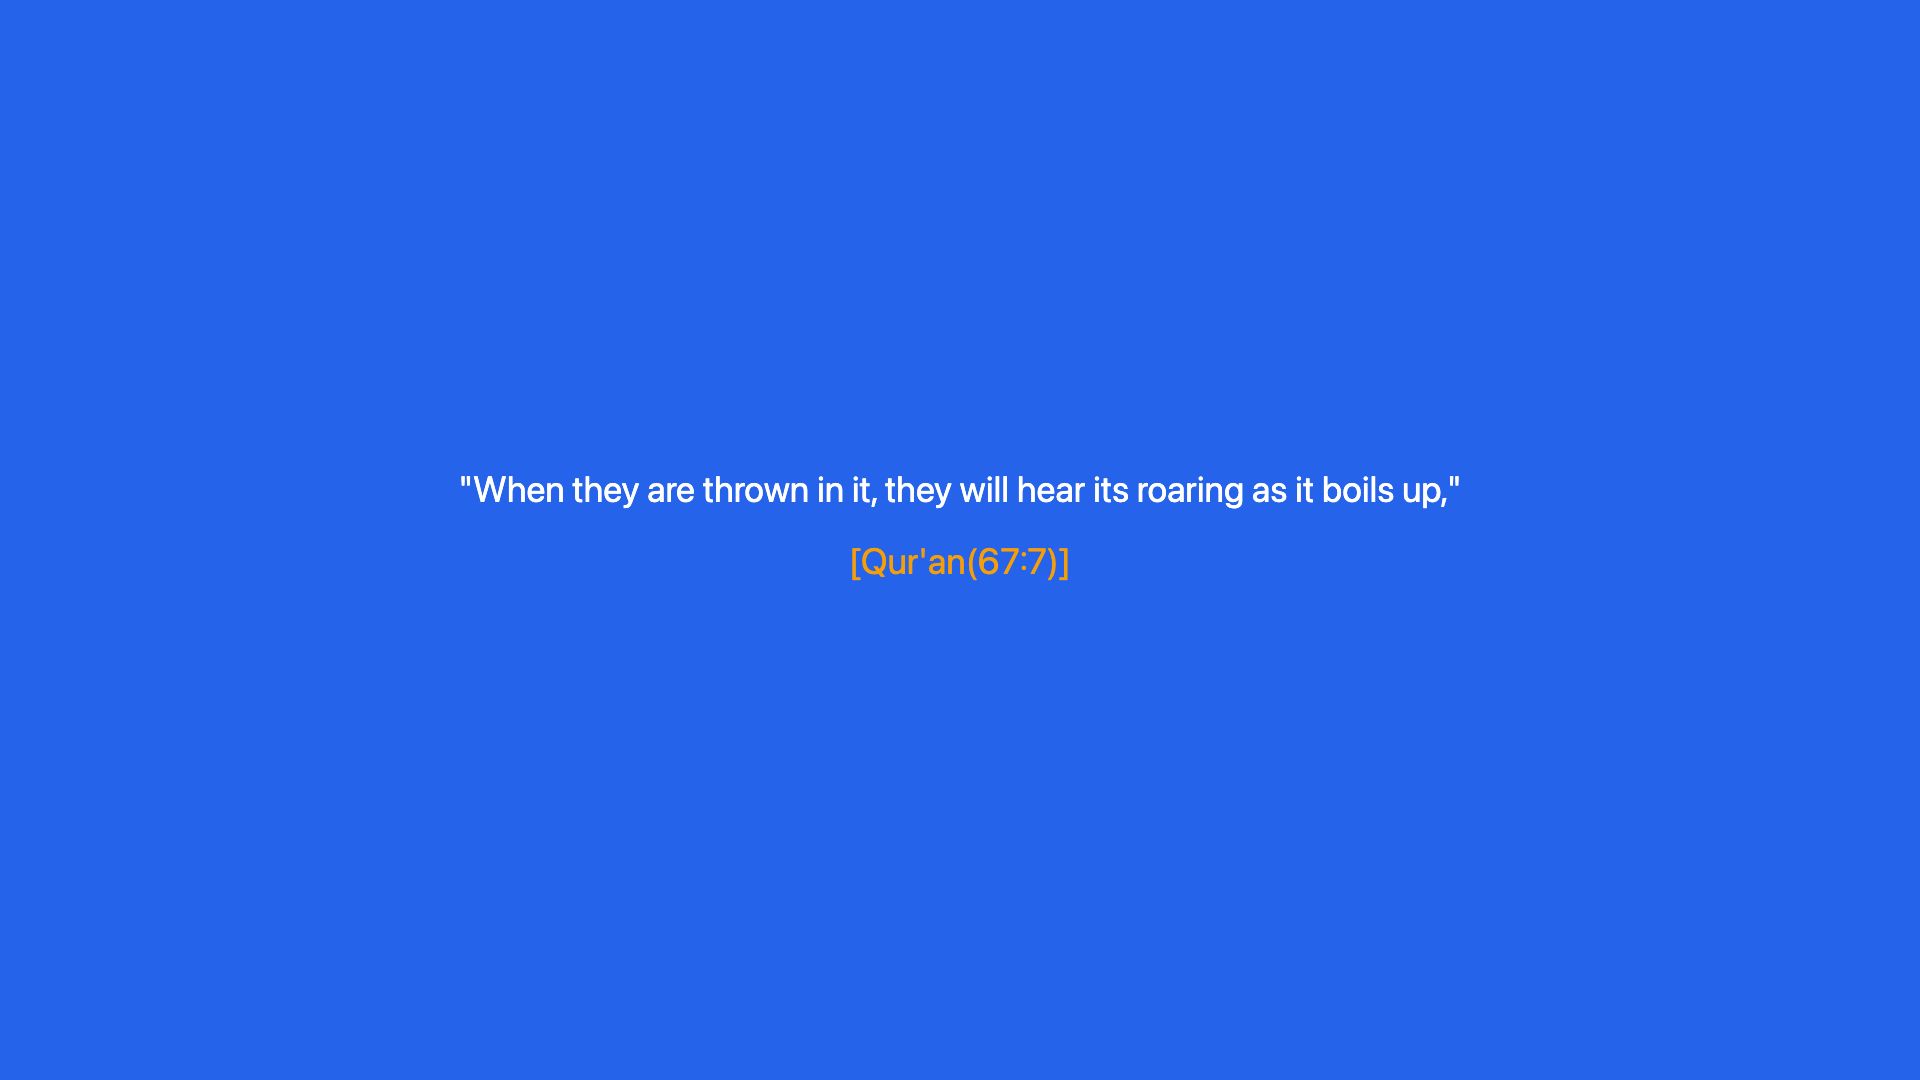 "When they are thrown in it, they will hear its roaring as it boils up,"
[Qur'an(67:7)]